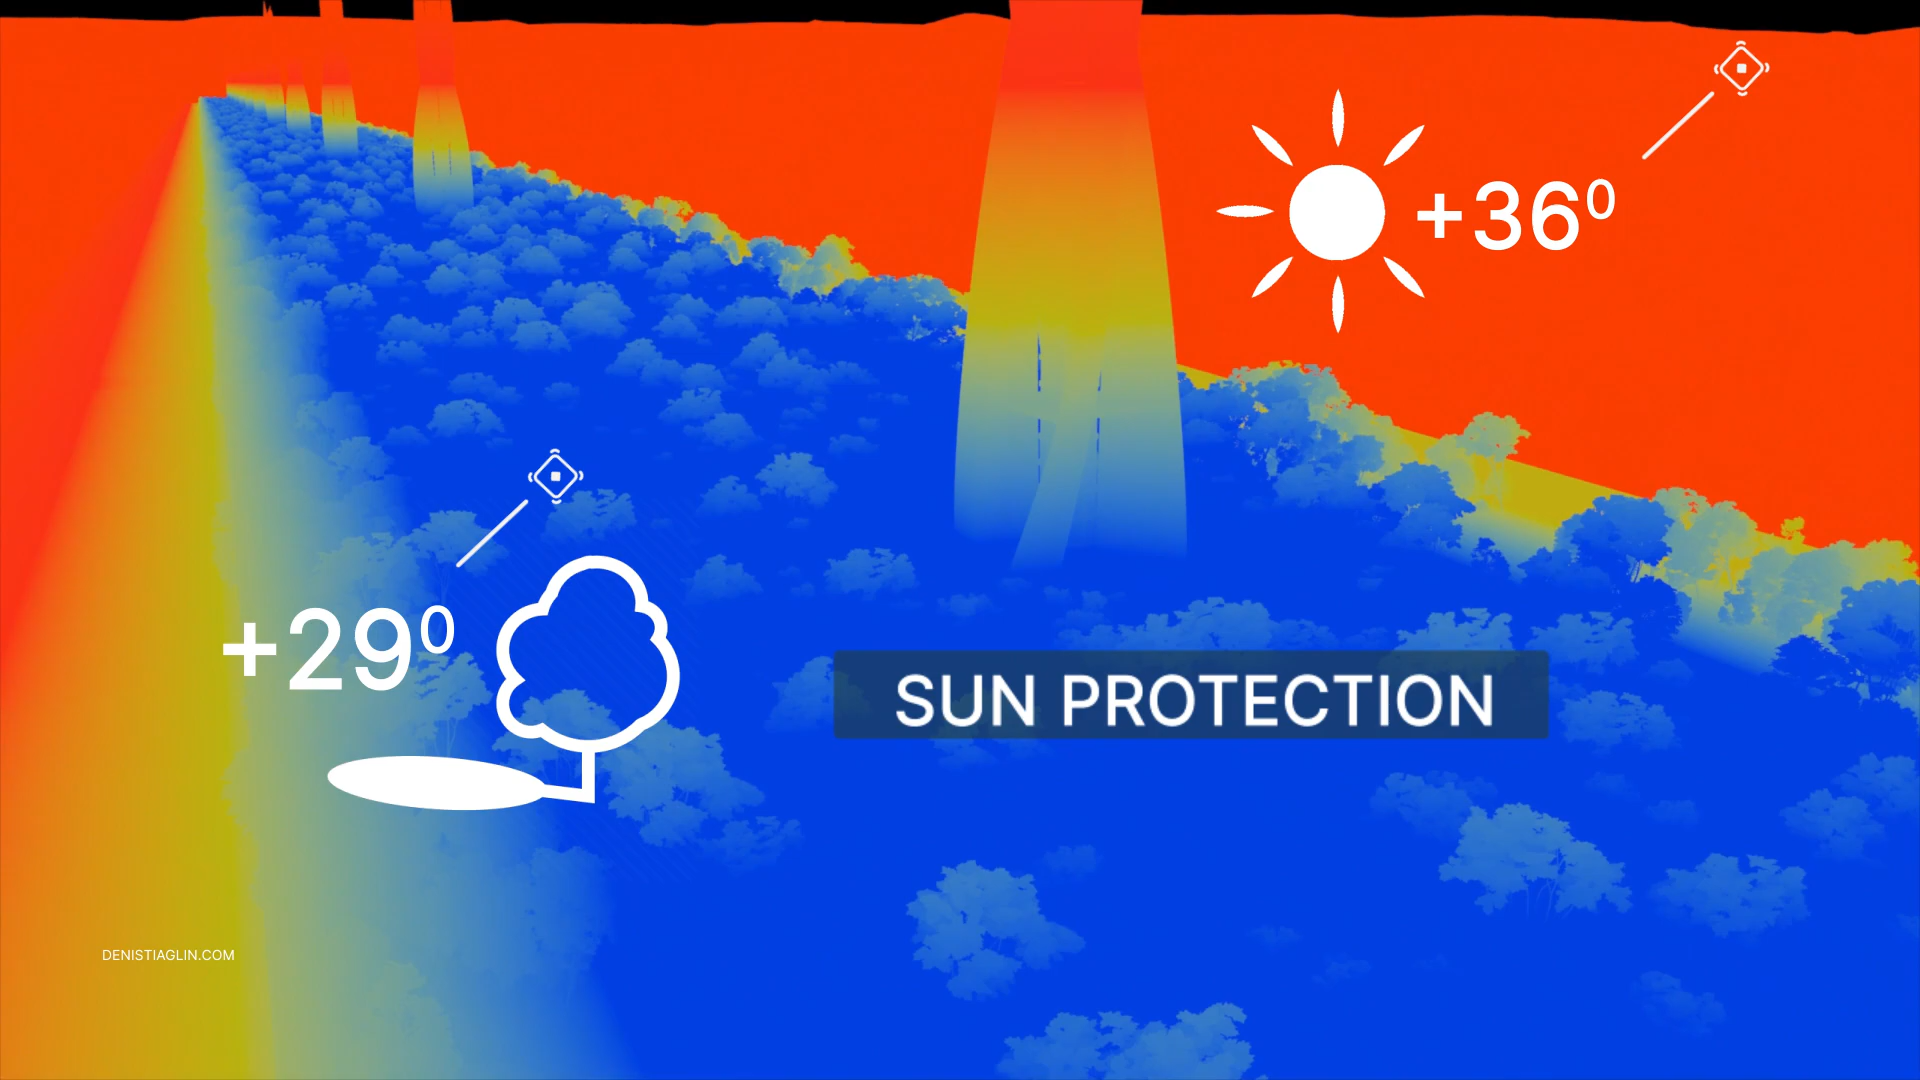 +36⁰
+29⁰
SUN PROTECTION
DENISTIAGLIN.COM